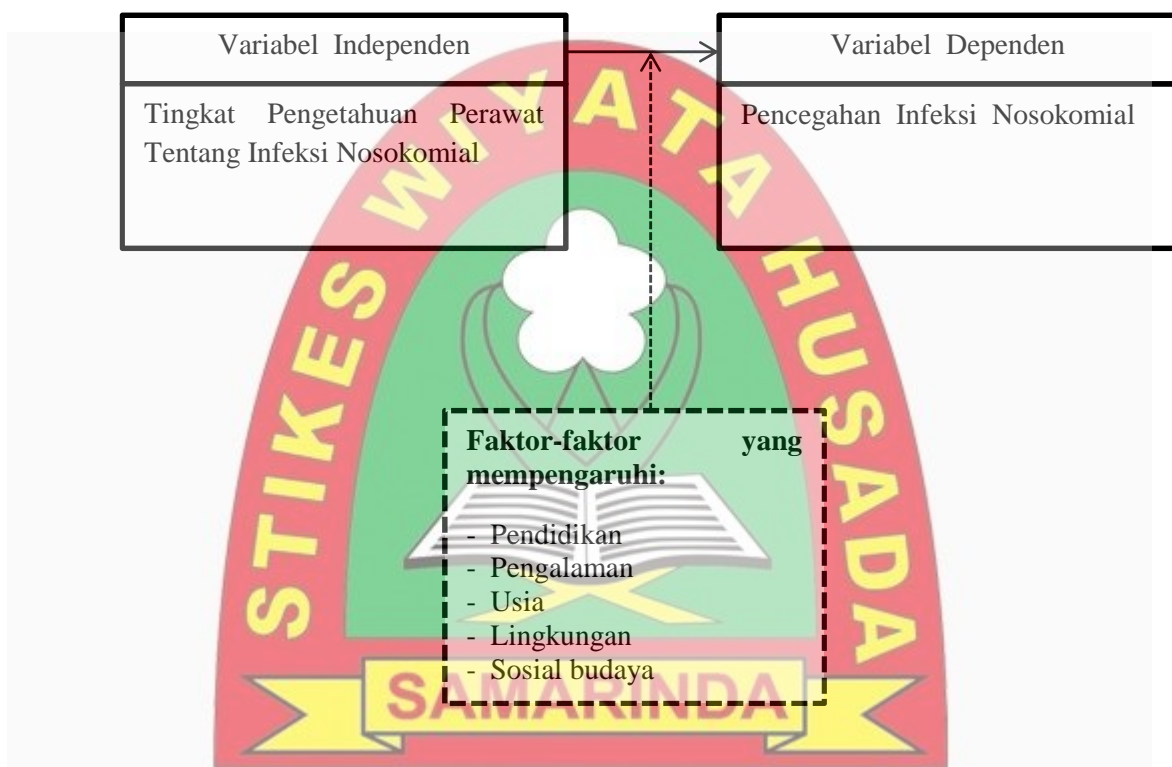 Variabel Independen
Variabel Dependen
Tingkat Pengetahuan Perawat
Tentang Infeksi Nosokomial
Pencegahan Infeksi Nosokomial
Faktor-faktor yang
mempengaruhi:
- Pendidikan
- Pengalaman
- Usia
- Lingkungan
- Sosial budaya
STIKES WIYATA HUSADA
SAMARINDA